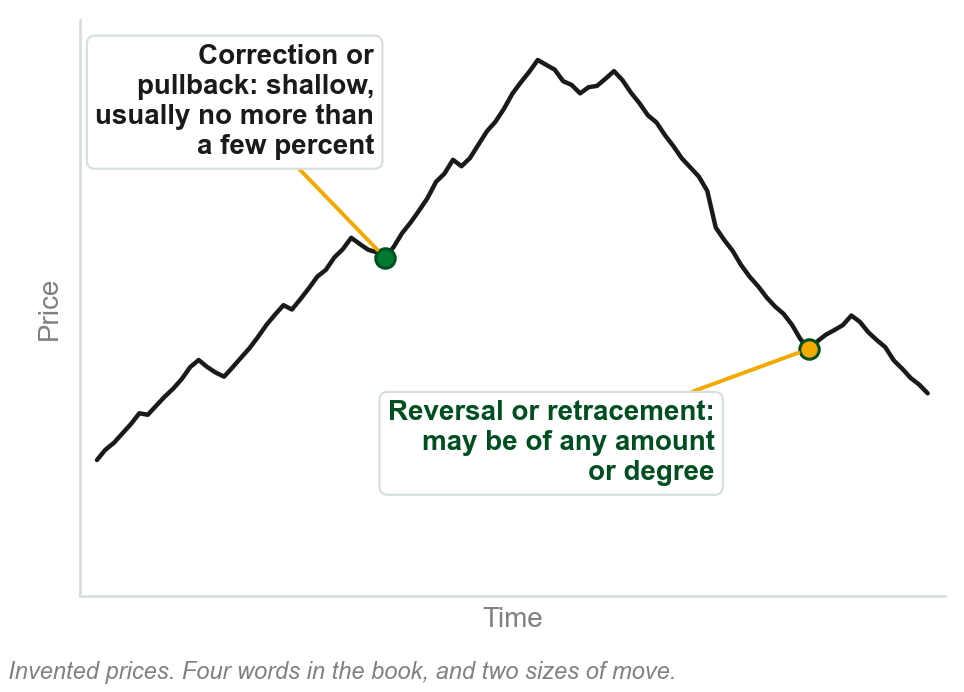 Correction or
pullback: shallow,
usually no more than
a few percent
Price
Reversal or retracement:
may be of any amount
or degree
Time
Invented prices. Four words in the book, and two sizes of move.